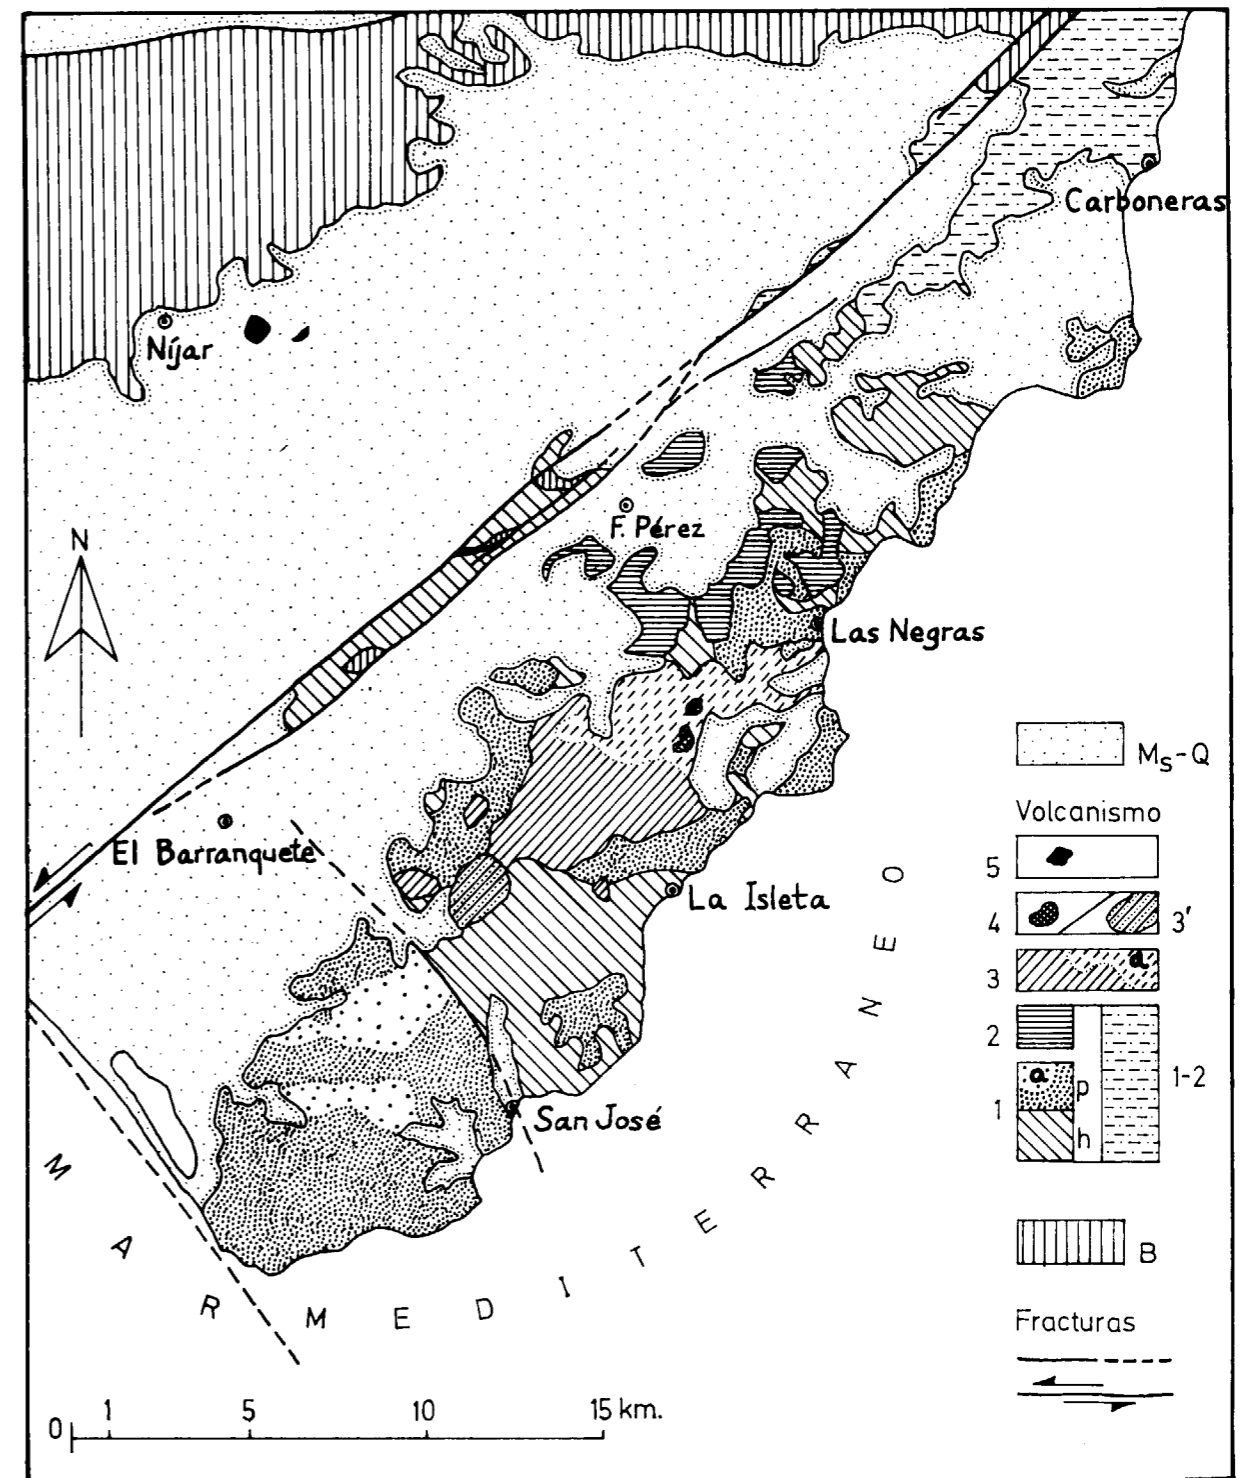 Carboneras
Níjar
N
F. Pérez
Las Negras
El Barranquete
La Isleta
San José
MAR MEDITERRANEO
Ms-Q
Volcanismo
5
4
3'
3
d
2
1
a
p
h
1-2
B
Fracturas
0 1 5 10 15 km.